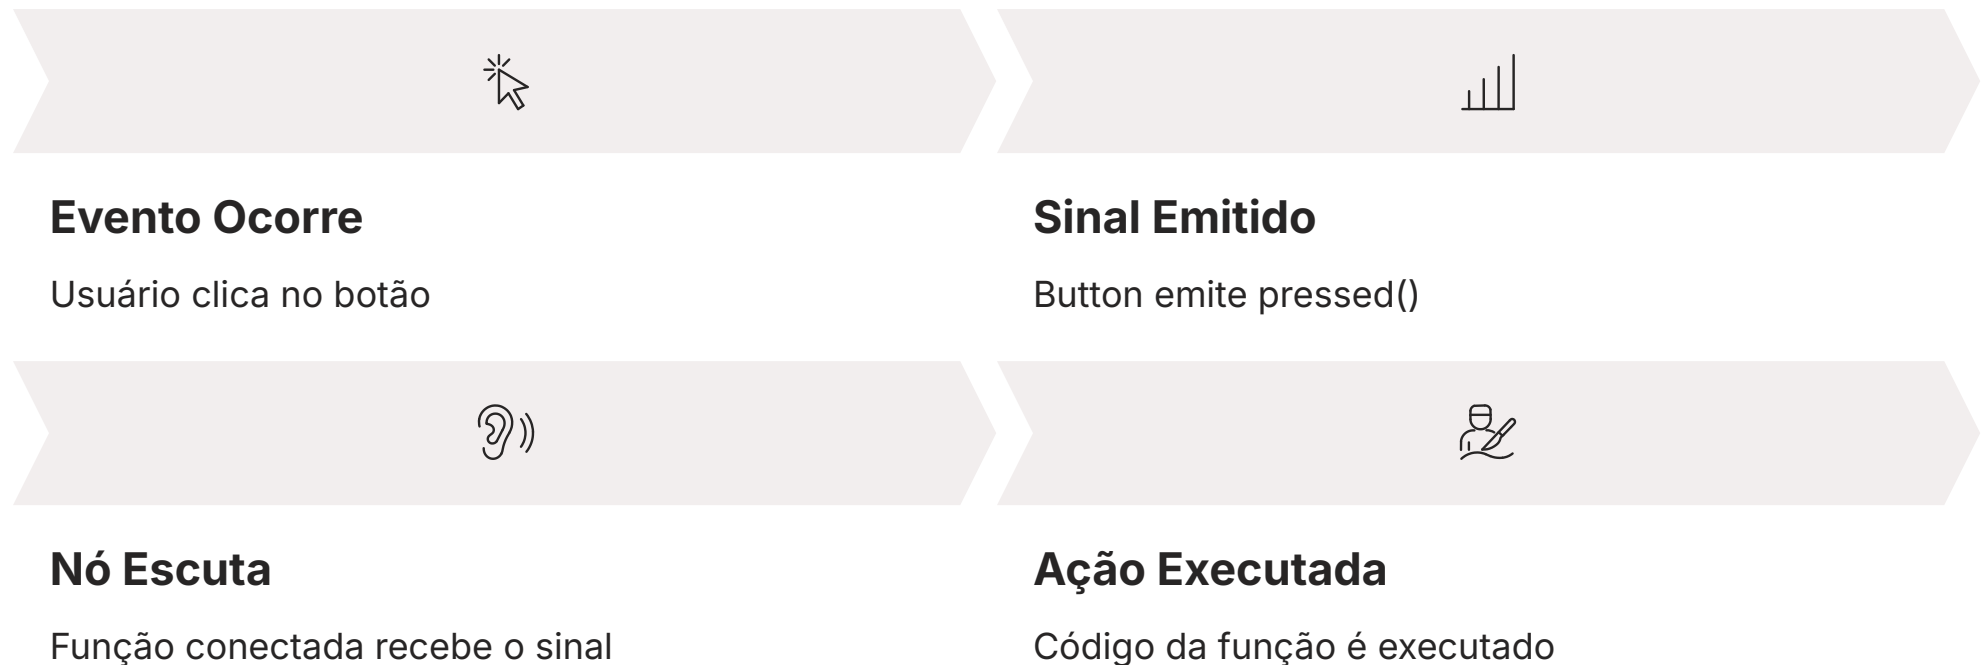 Evento Ocorre
Usuário clica no botão
Sinal Emitido
Button emite pressed()
Nó Escuta
Função conectada recebe o sinal
Ação Executada
Código da função é executado